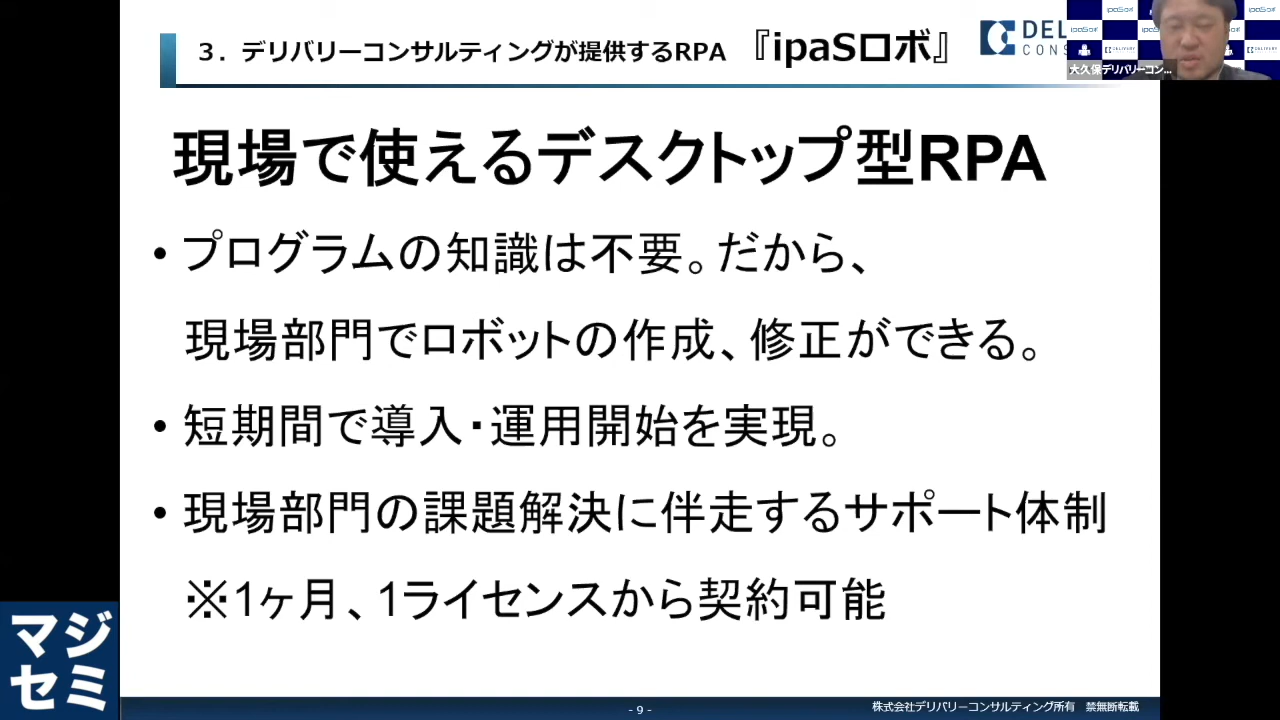 3．デリバリーコンサルティングが提供するRPA 『ipaSロボ』
DEL
CONS
大久保デリバリーコン...
現場で使えるデスクトップ型RPA
• プログラムの知識は不要。だから、
現場部門でロボットの作成、修正ができる。
• 短期間で導入・運用開始を実現。
• 現場部門の課題解決に伴走するサポート体制
※1ヶ月、1ライセンスから契約可能
マジ
セミ
- 9 -
株式会社デリバリーコンサルティング所有 禁無断転載